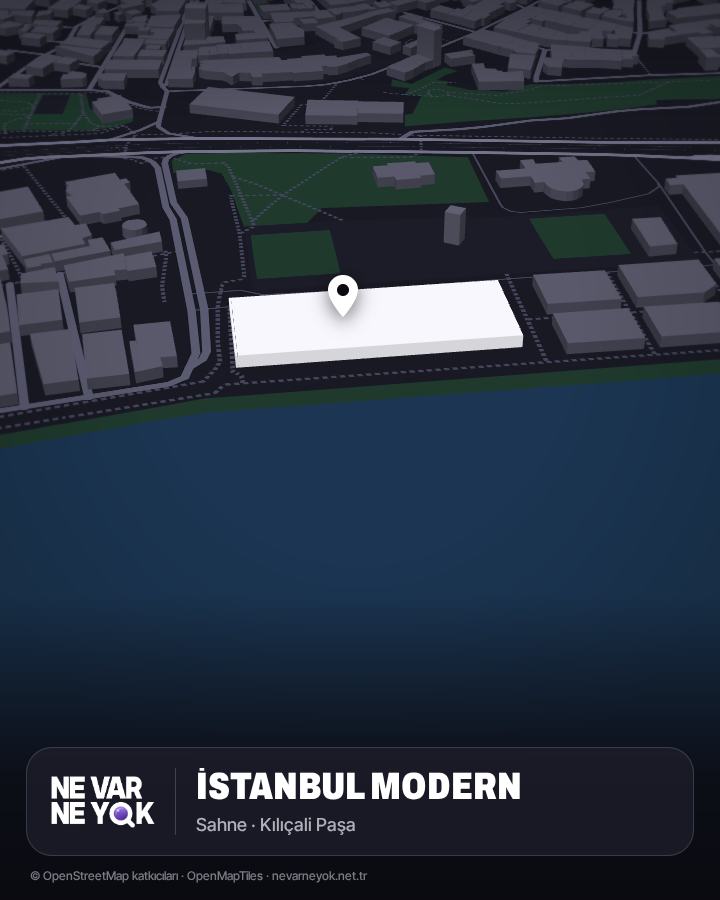 NE VAR
NE YOK
İSTANBUL MODERN
Sahne · Kılıçali Paşa
© OpenStreetMap katkıcıları · OpenMapTiles · nevarneyok.net.tr